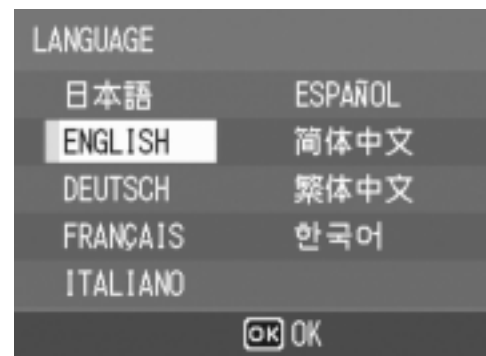 LANGUAGE
日本語 ESPAÑOL
ENGLISH 简体中文
DEUTSCH 繁体中文
FRANÇAIS 한국어
ITALIANO
OK OK